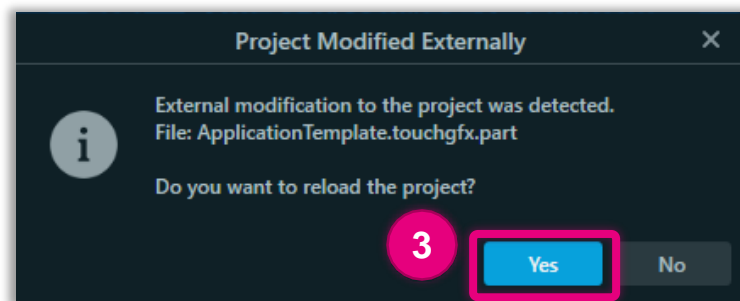 Project Modified Externally
External modification to the project was detected.
File: ApplicationTemplate.touchgfx.part
Do you want to reload the project?
3
Yes
No